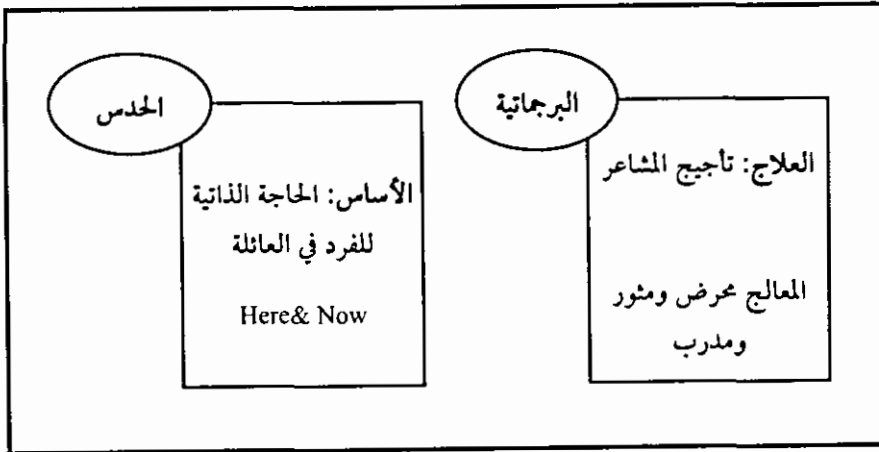 البرجماتية
العلاج: تأجيج المشاعر
المعالج محرض ومثور
ومدرب
الحدس
الأساس: الحاجة الذاتية
للفرد في العائلة
Here& Now